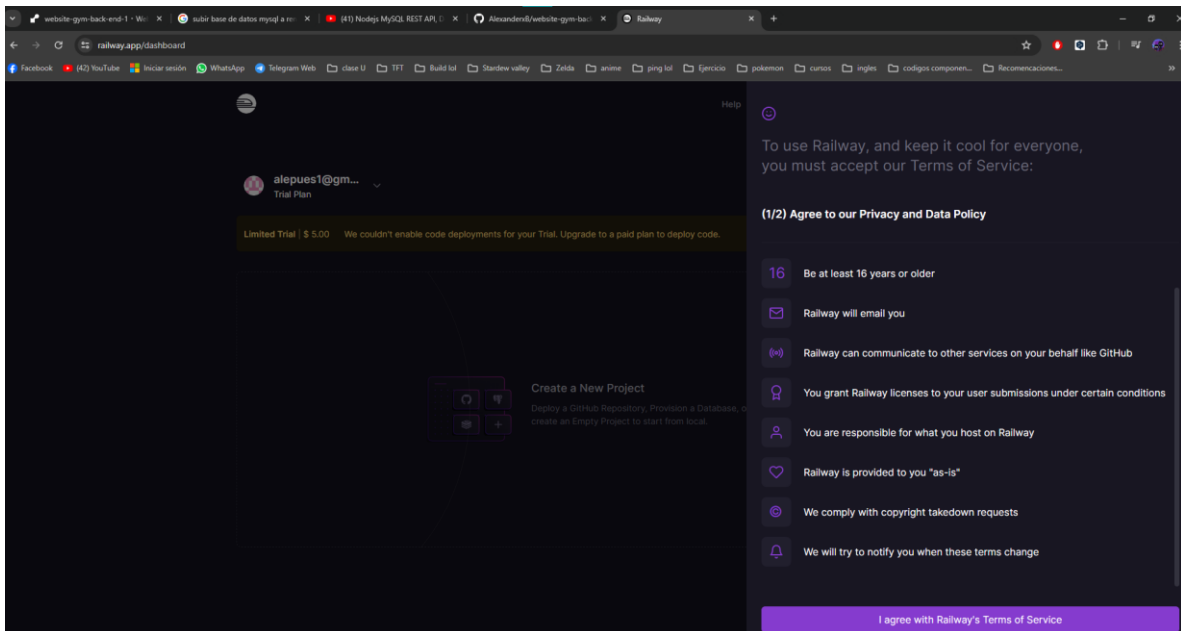 website-gym-back-end-1 - We
subir base de datos mysql a re
(41) Nodejs MySQL REST API, D
AlexandenB/website-gym-back
Railway
railway.app/dashboard
Facebook
(42) YouTube
Iniciar sesión
WhatsApp
Telegram Web
clase U
TFT
Build lol
Stardew valley
Zelda
anime
ping lol
Ejercicio
pokemon
cursos
ingles
codigos componen...
Recomencaciones...
Help
alepues1@gm...
Trial Plan
Limited Trial | $ 5.00 We couldn't enable code deployments for your Trial. Upgrade to a paid plan to deploy code.
Create a New Project
Deploy a GitHub Repository, Provision a Database, o
create an Empty Project to start from local.
To use Railway, and keep it cool for everyone,
you must accept our Terms of Service:
(1/2) Agree to our Privacy and Data Policy
16 Be at least 16 years or older
Railway will email you
Railway can communicate to other services on your behalf like GitHub
You grant Railway licenses to your user submissions under certain conditions
You are responsible for what you host on Railway
Railway is provided to you "as-is"
We comply with copyright takedown requests
We will try to notify you when these terms change
I agree with Railway's Terms of Service